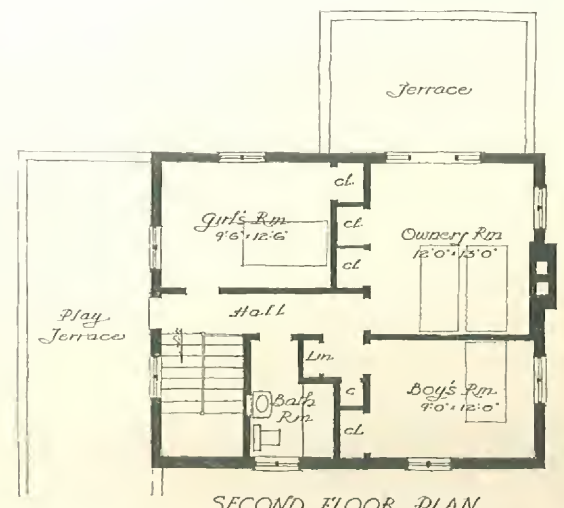 Terrace
cl.
Girl's Rm
9'6" x 12'6"
cl.
cl.
Owners Rm
12'0" x 13'0"
Play
Terrace
Hall
Lin.
Bath
Rm
c
cl.
Boy's Rm
9'0" x 12'0"
SECOND FLOOR PLAN